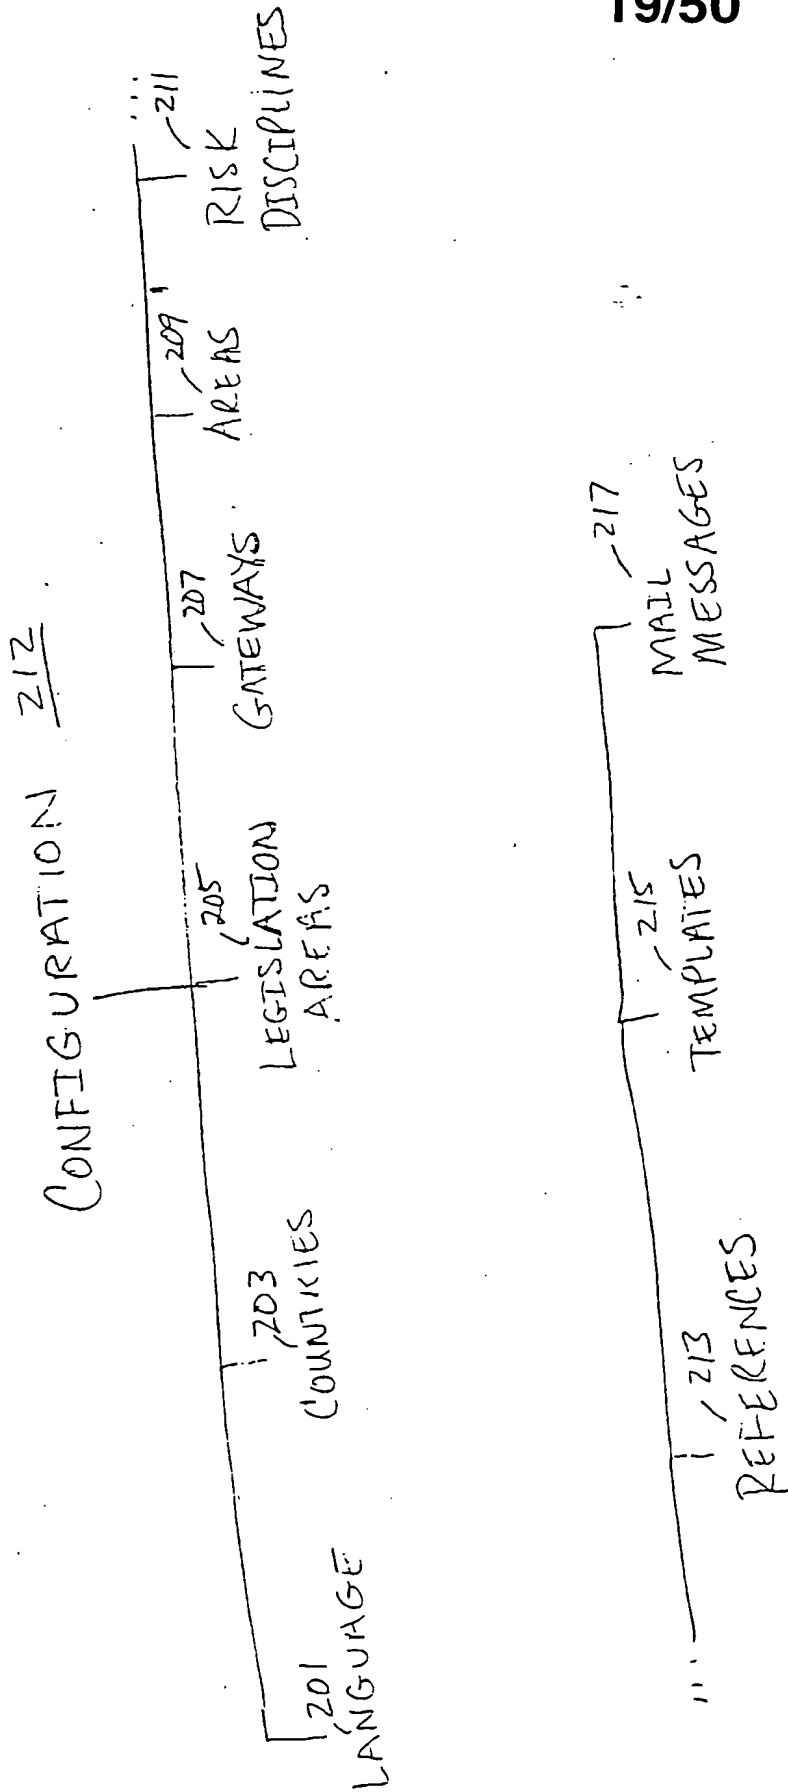 19/50
CONFIGURATION 212
201
LANGUAGE
203
COUNTRIES
205
LEGISLATION
AREAS
207
GATEWAYS
209
AREAS
211
RISK
DISCIPLINES
...
...
213
REFERENCES
215
TEMPLATES
217
MAIL
MESSAGES